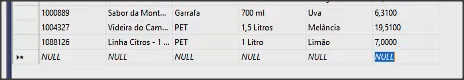 1000889 Sabor da Mont... Garrafa 700 ml Uva 6,3100
1004327 Videira do Cam... PET 1,5 Litros Melância 19,5100
1088126 Linha Citros - 1 ... PET 1 Litro Limão 7,0000
NULL NULL NULL NULL NULL NULL